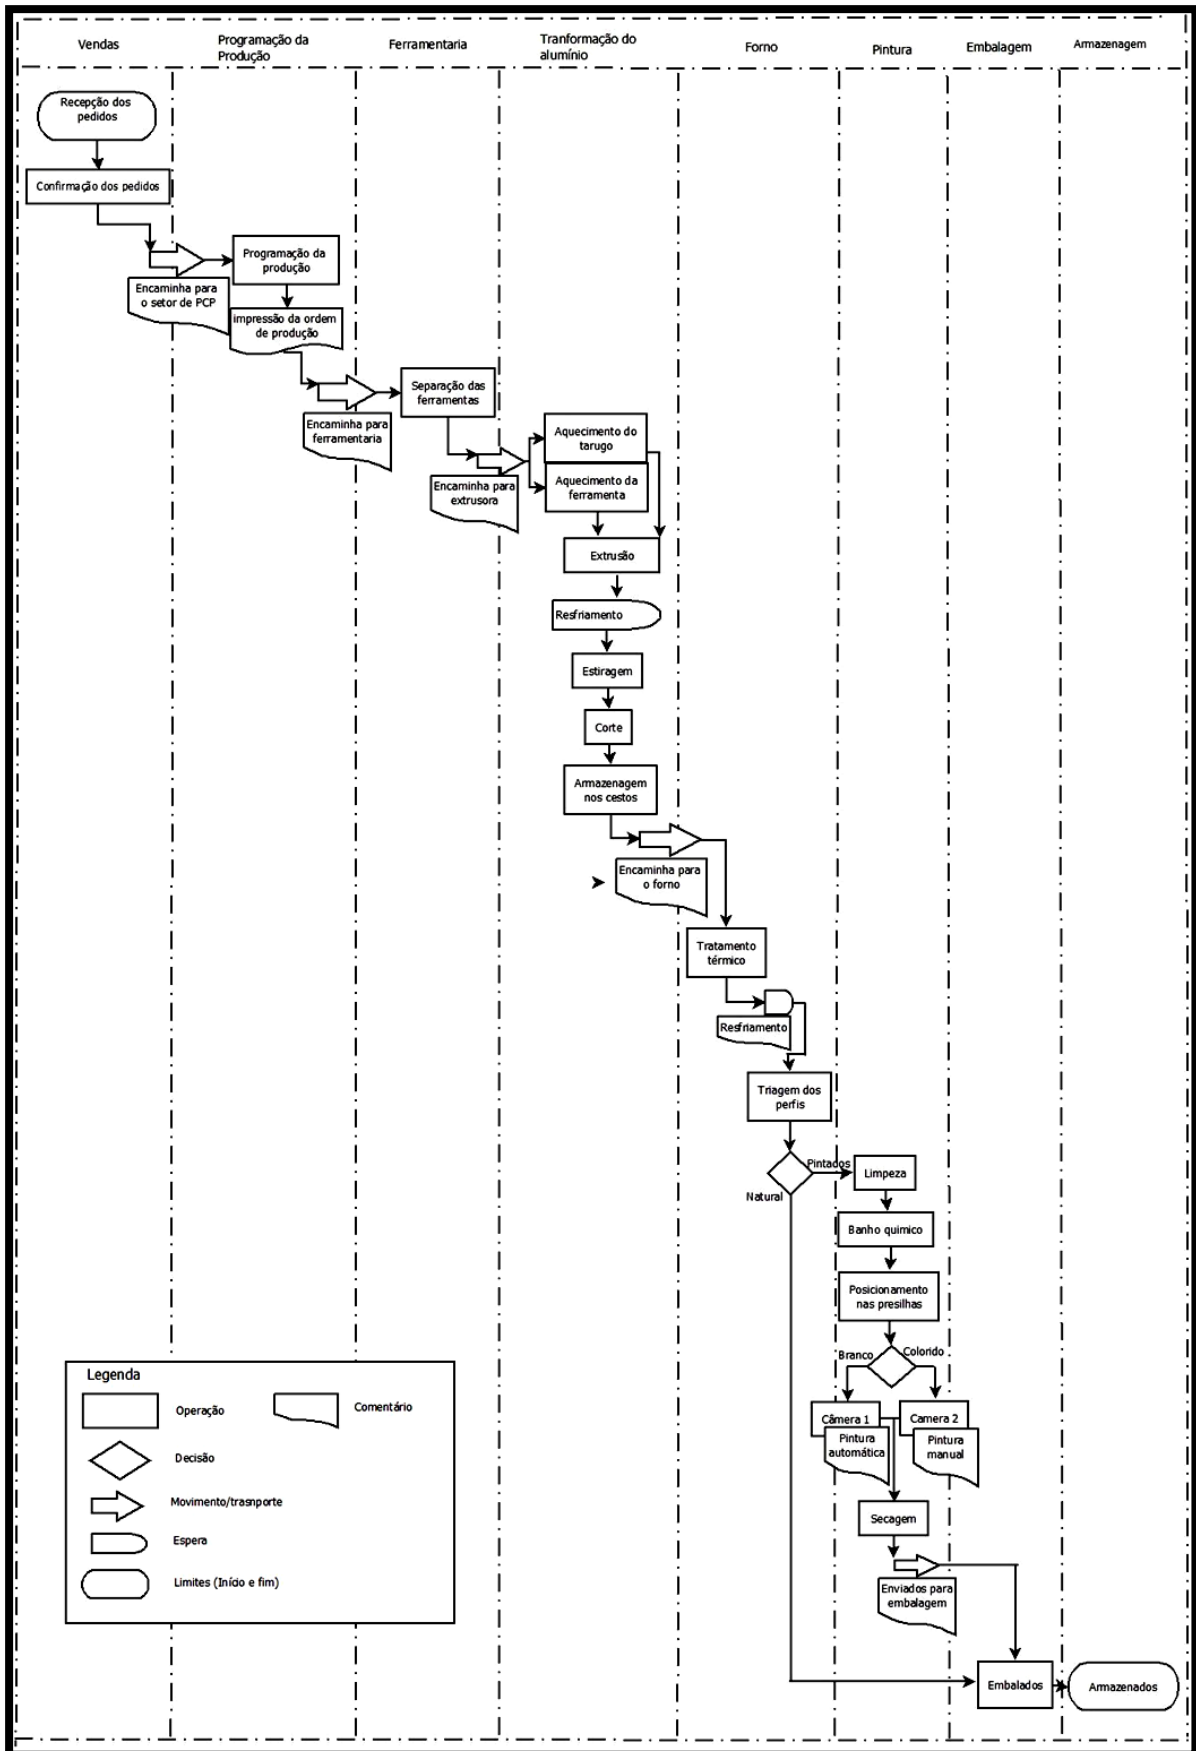 Vendas
Programação da
Produção
Ferramentaria
Tranformação do
alumínio
Forno
Pintura
Embalagem
Armazenagem
Recepção dos
pedidos
Confirmação dos pedidos
Encaminha para
o setor de PCP
Programação da
produção
impressão da ordem
de produção
Encaminha para
ferramentaria
Separação das
ferramentas
Encaminha para
extrusora
Aquecimento do
tarugo
Aquecimento da
ferramenta
Extrusão
Resfriamento
Estiragem
Corte
Armazenagem
nos cestos
Encaminha para
o forno
Tratamento
térmico
Resfriamento
Triagem dos
perfis
Pintados
Natural
Limpeza
Banho quimico
Posicionamento
nas presilhas
Branco
Colorido
Câmera 1
Pintura
automática
Camera 2
Pintura
manual
Secagem
Enviados para
embalagem
Embalados
Armazenados
Legenda
Operação
Comentário
Decisão
Movimento/trasnporte
Espera
Limites (Início e fim)